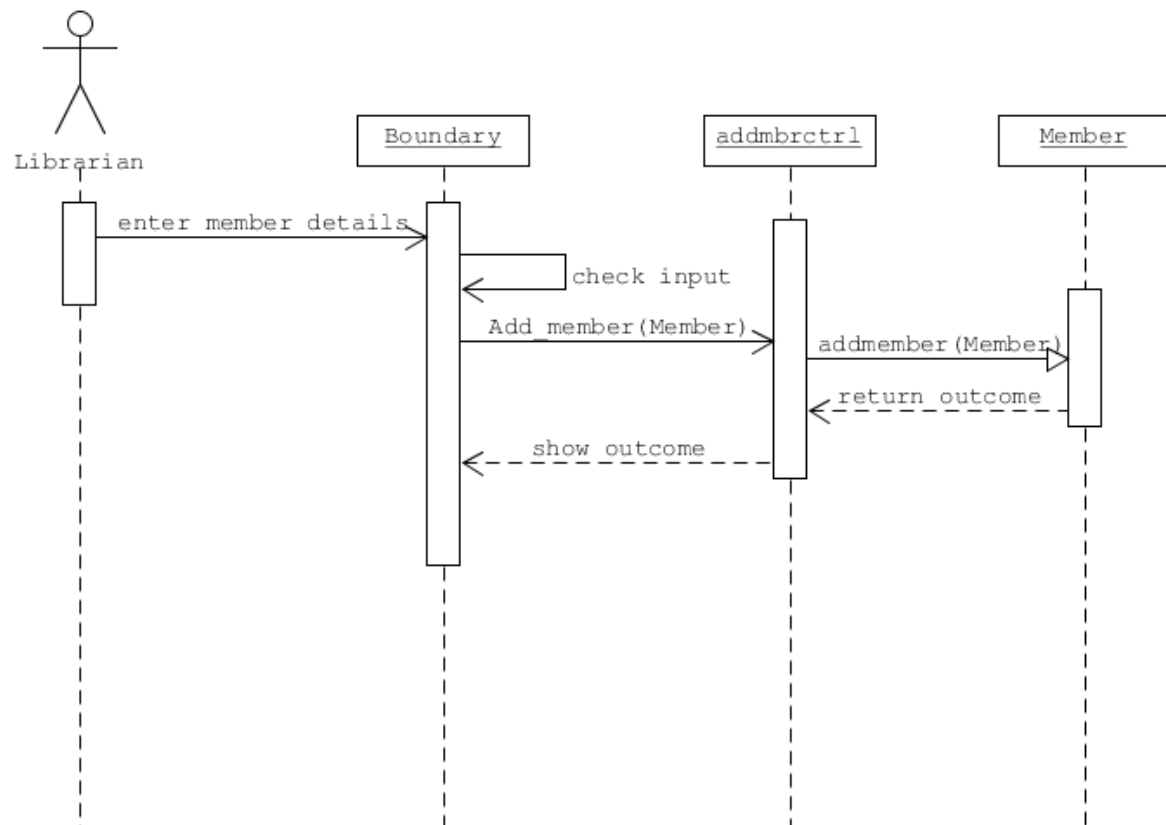 Librarian
Boundary
addmbrctrl
Member
enter member details
check input
Add_member(Member)
addmember(Member)
return outcome
show outcome